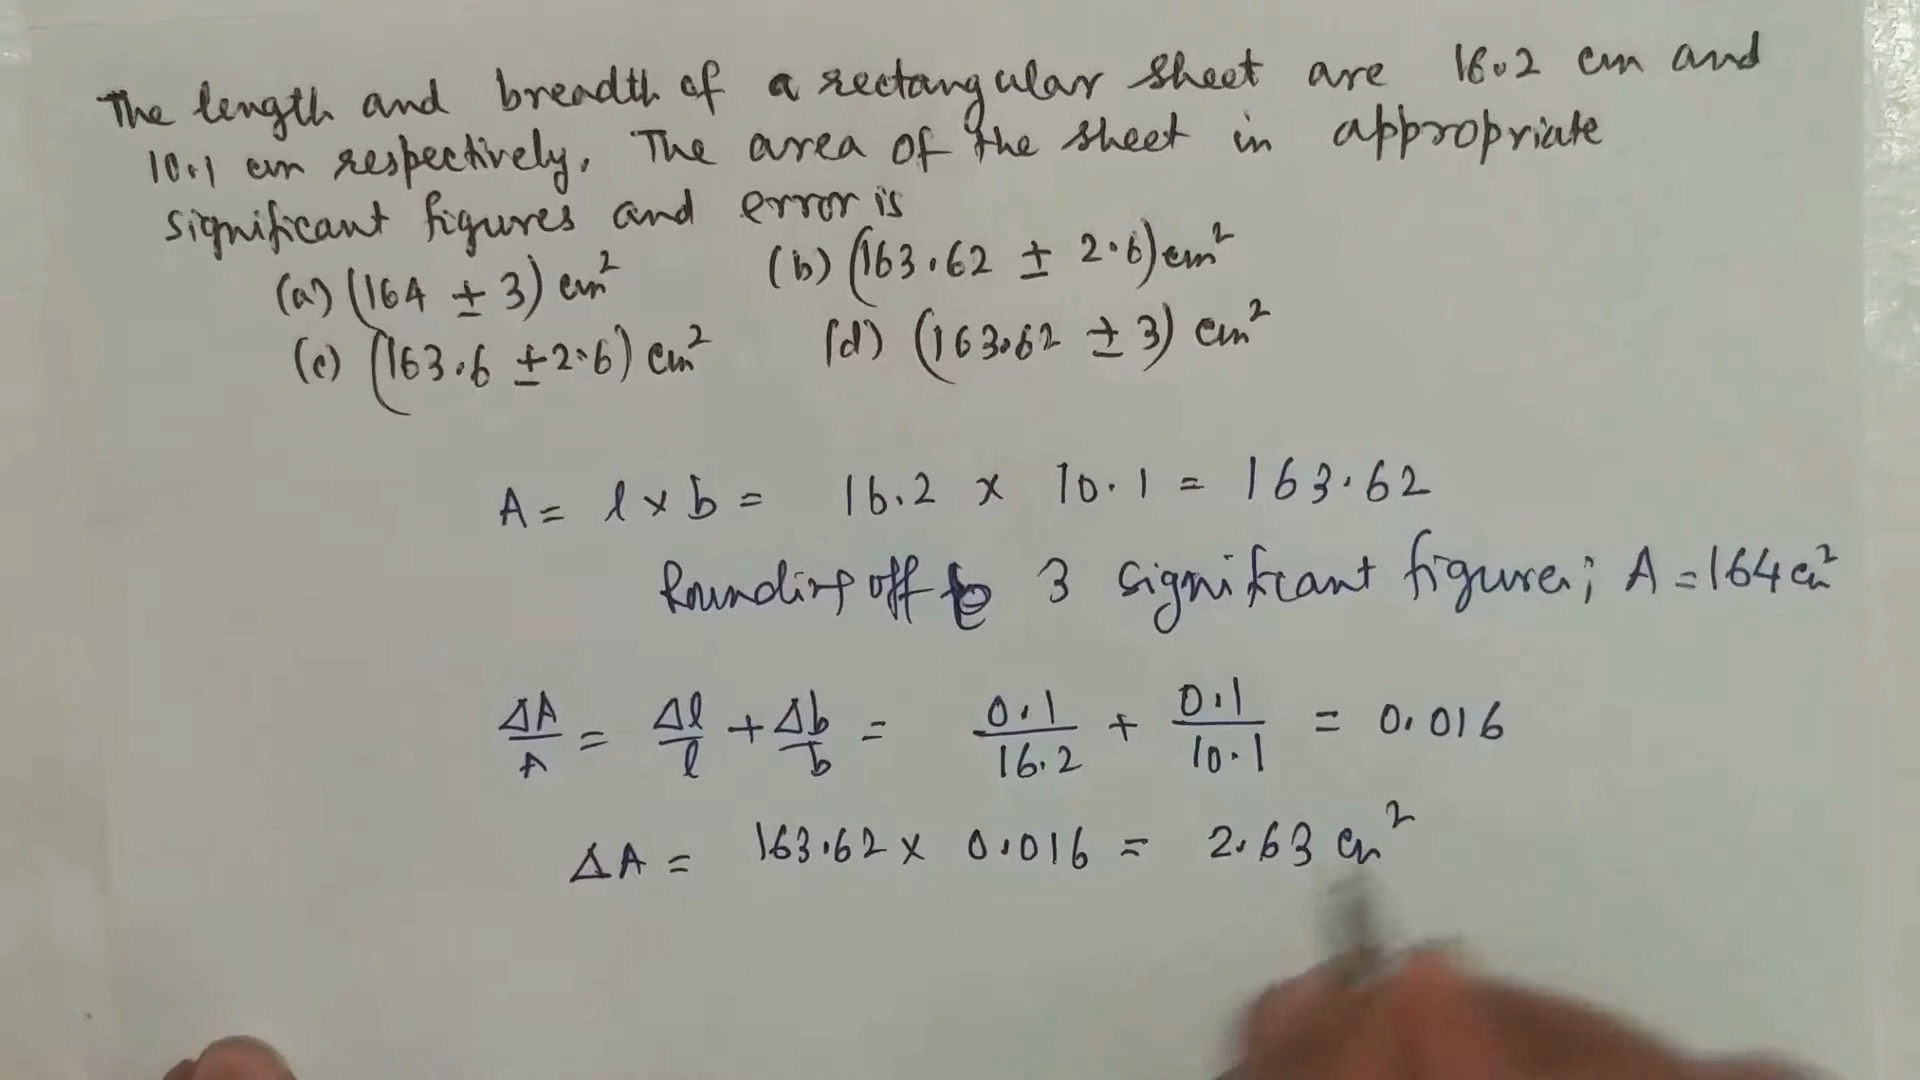 The length and breadth of a rectangular sheet are 16.2 cm and
10.1 cm respectively. The area of the sheet in appropriate
significant figures and error is
(a) (164 ± 3) cm² (b) (163.62 ± 2.6) cm²
(c) (163.6 ± 2.6) cm² (d) (163.62 ± 3) cm²
A = l × b = 16.2 × 10.1 = 163.62
Rounding off to 3 significant figures; A = 164 cm²
ΔA/A = Δl/l + Δb/b = 0.1/16.2 + 0.1/10.1 = 0.016
ΔA = 163.62 × 0.016 = 2.63 cm²